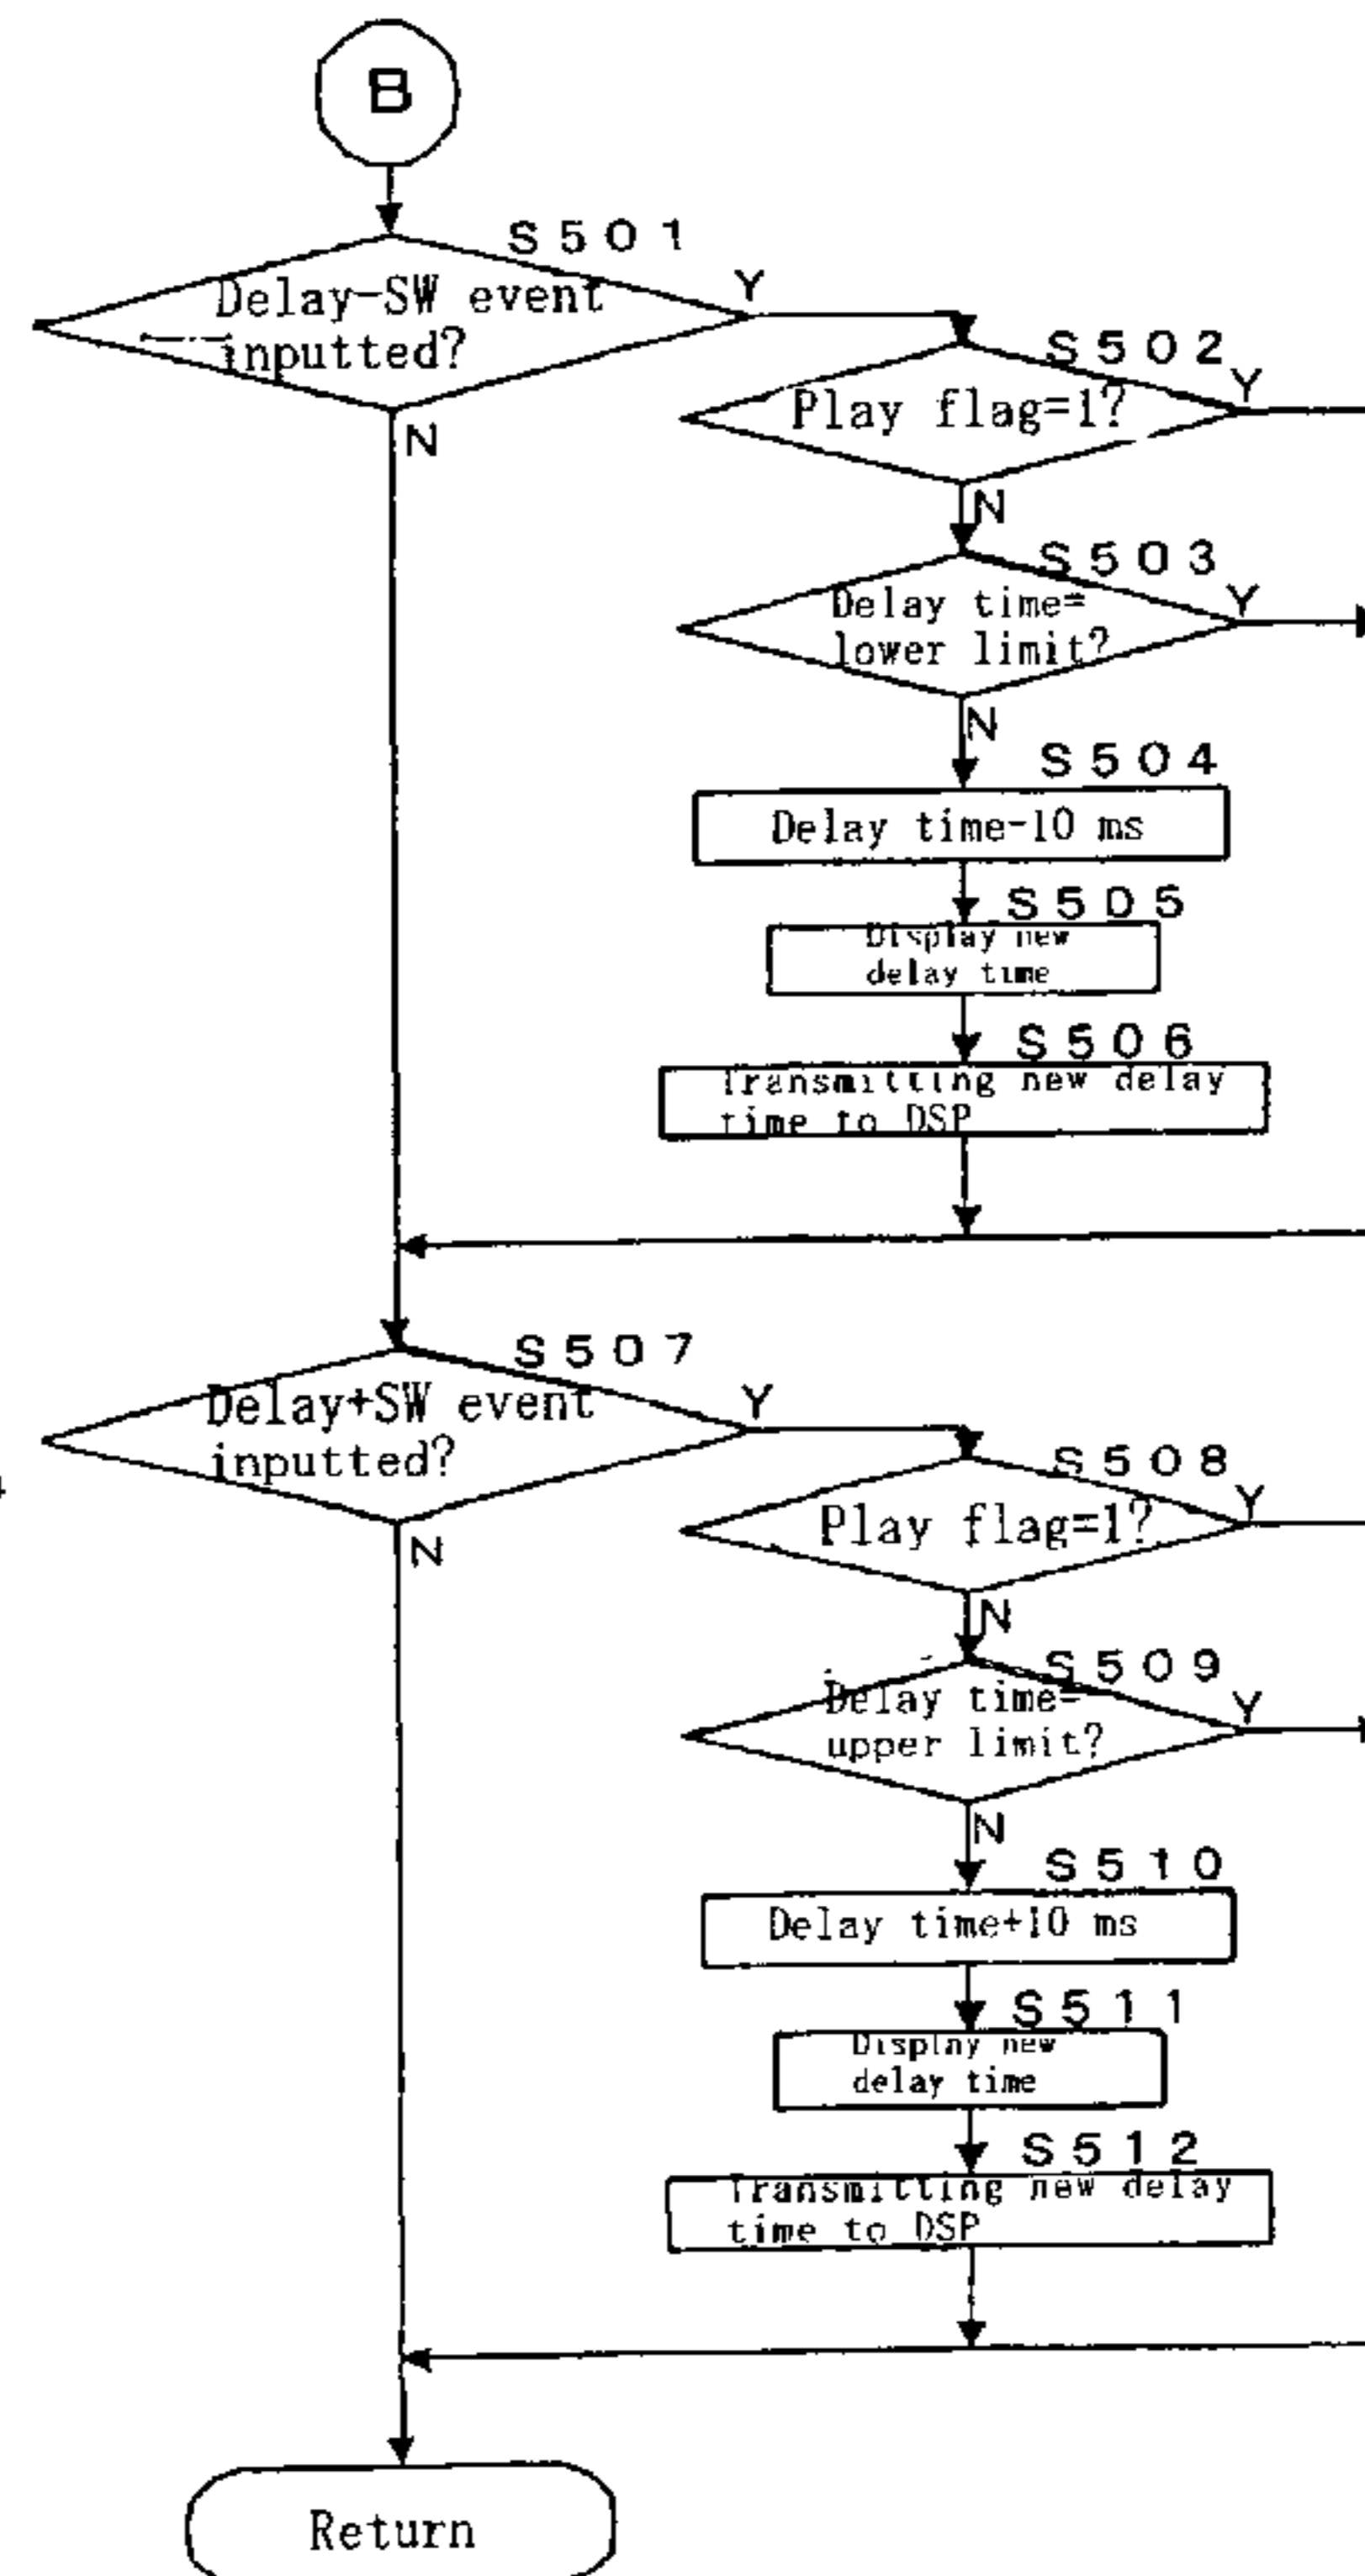 B
S501
Delay-SW event
inputted?
Y
N
S502
Play flag=1?
Y
N
S503
Delay time=
lower limit?
Y
N
S504
Delay time-10 ms
S505
Display new
delay time
S506
Transmitting new delay
time to DSP
S507
Delay+SW event
inputted?
Y
N
S508
Play flag=1?
Y
N
S509
Delay time=
upper limit?
Y
N
S510
Delay time+10 ms
S511
Display new
delay time
S512
Transmitting new delay
time to DSP
Return